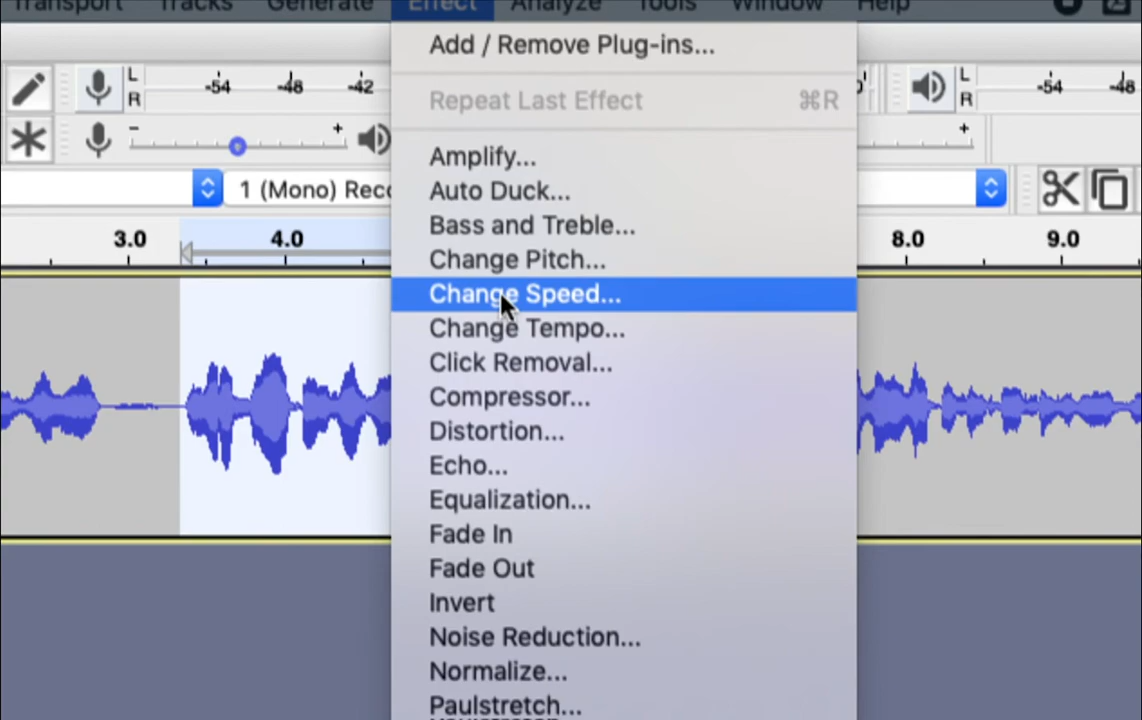 Transport Tracks Generate Effect Analyze Tools Window Help
Add / Remove Plug-ins...
L
R
-54 -48 -42
L
R
-54 -48
Repeat Last Effect ⌘R
- +
+
Amplify...
1 (Mono) Reco
Auto Duck...
Bass and Treble...
3.0 4.0 8.0 9.0
Change Pitch...
Change Speed...
Change Tempo...
Click Removal...
Compressor...
Distortion...
Echo...
Equalization...
Fade In
Fade Out
Invert
Noise Reduction...
Normalize...
Paulstretch...